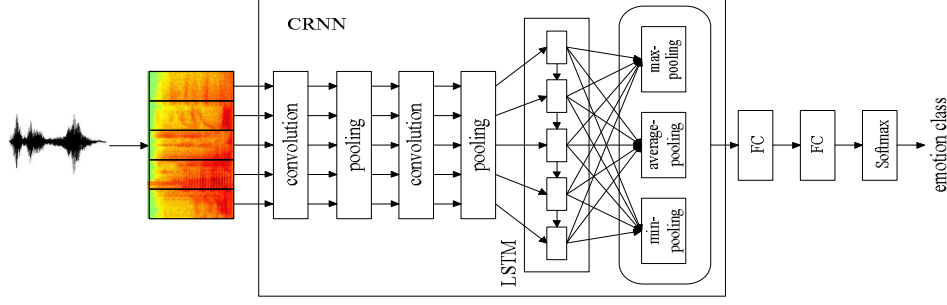 CRNN
convolution
pooling
convolution
pooling
LSTM
max-
pooling
average-
pooling
min-
pooling
FC
FC
Softmax
emotion class